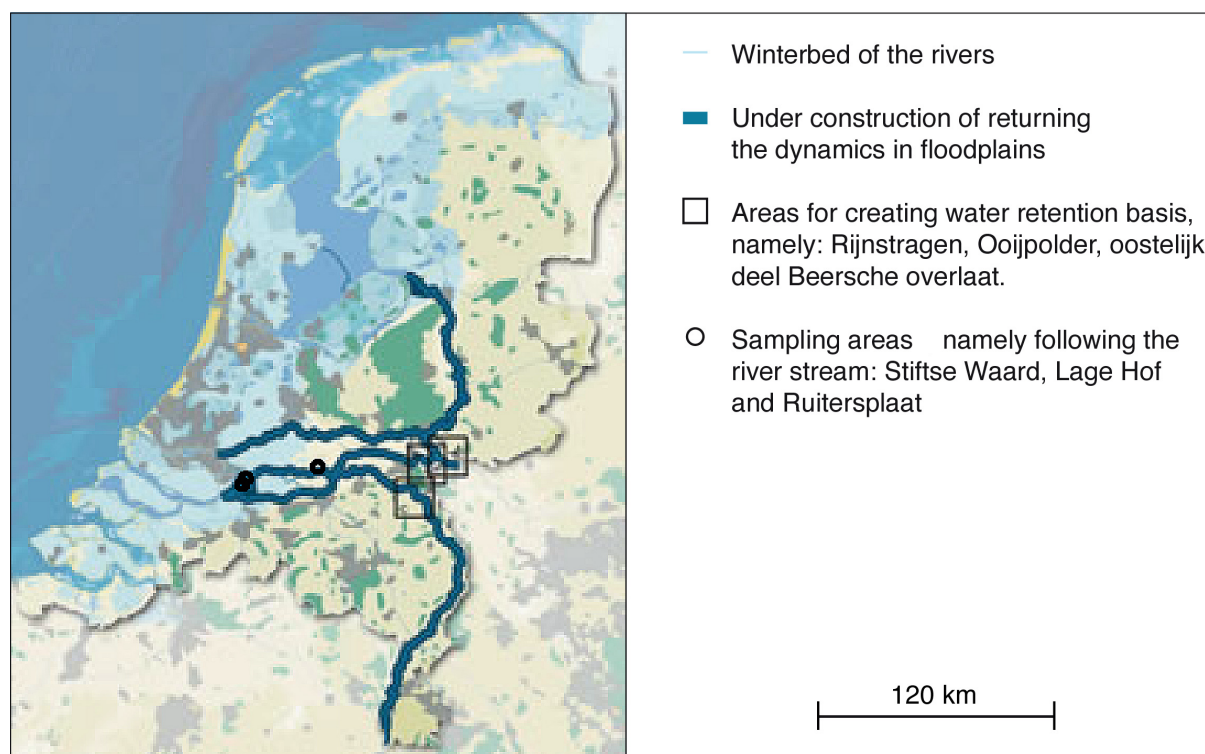 Winterbed of the rivers
Under construction of returning
the dynamics in floodplains
Areas for creating water retention basis,
namely: Rijnstragen, Ooijpolder, oostelijk
deel Beersche overlaat.
Sampling areas namely following the
river stream: Stiftse Waard, Lage Hof
and Ruitersplaat
120 km